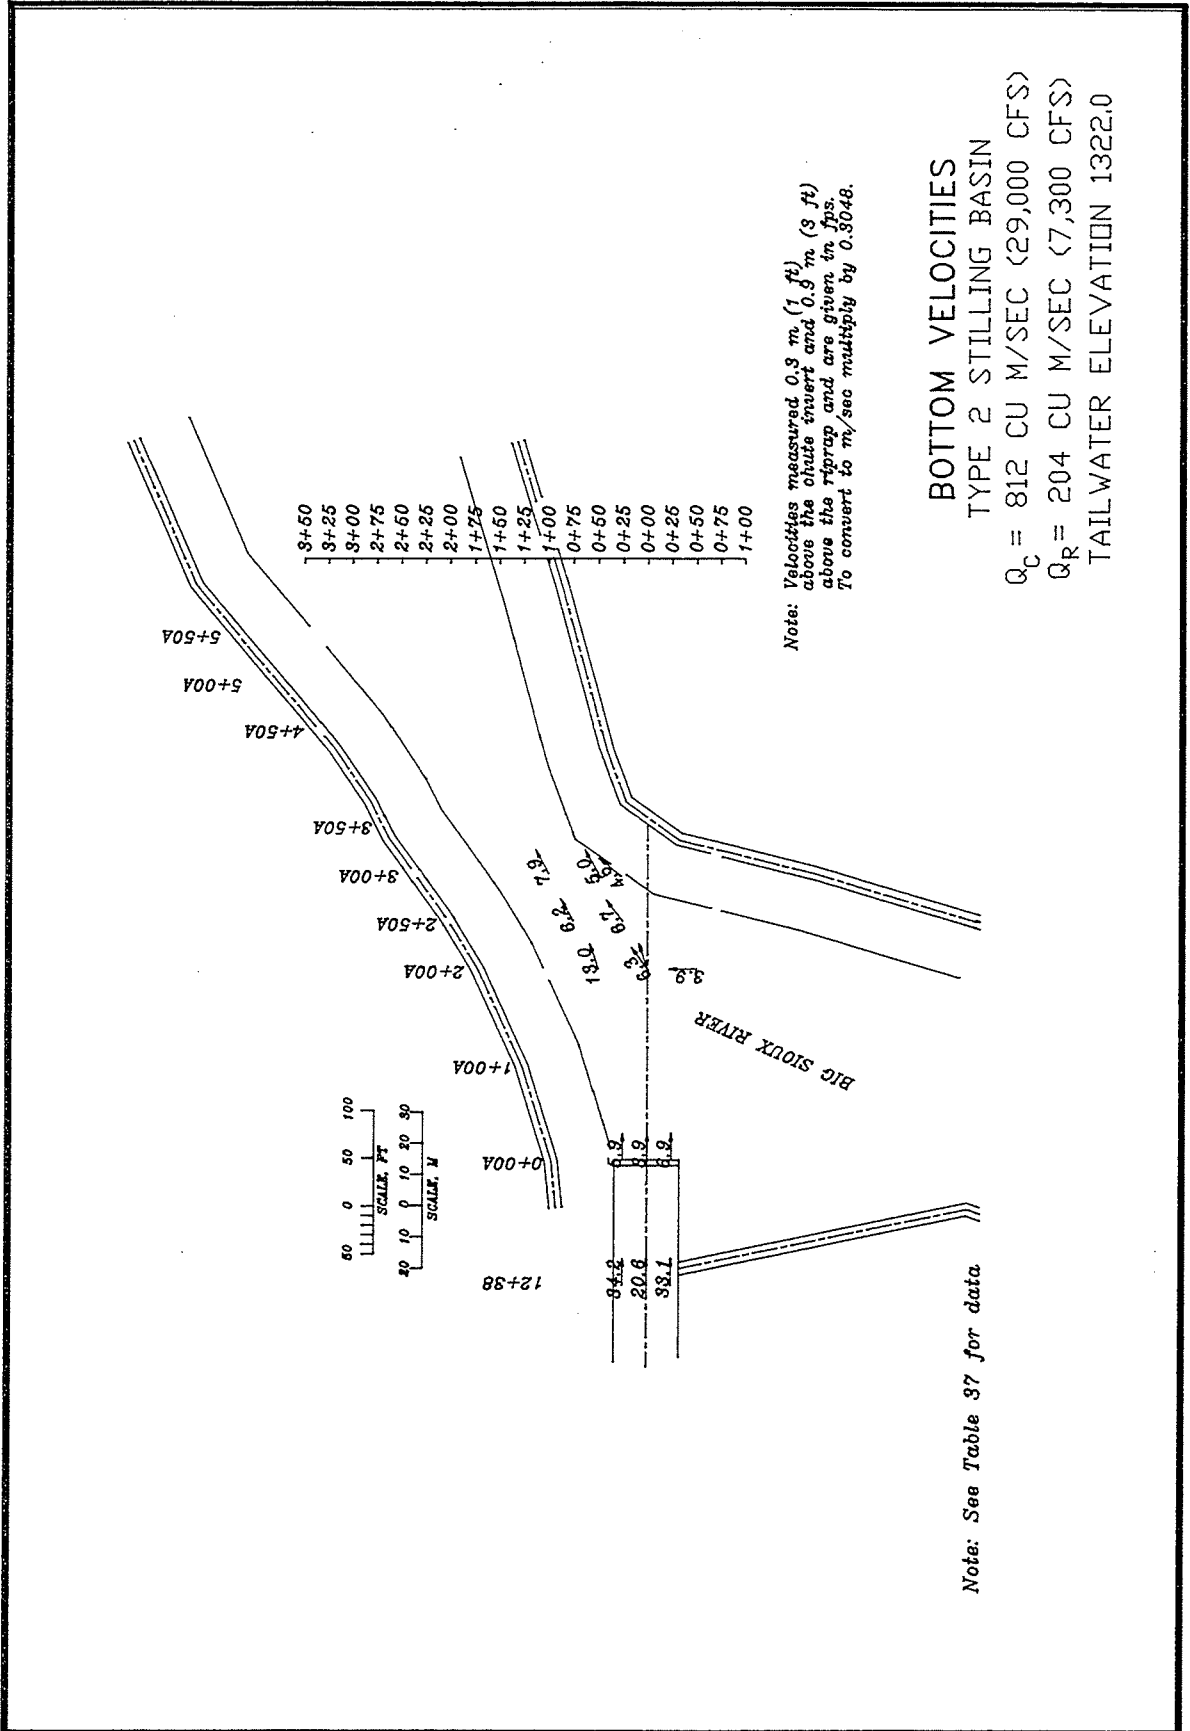 5+50A
5+00A
4+50A
3+50A
3+00A
2+50A
2+00A
1+00A
0+00A
12+38
3+50
3+25
3+00
2+75
2+50
2+25
2+00
1+75
1+50
1+25
1+00
0+75
0+50
0+25
0+00
0+25
0+50
0+75
1+00
50 0 50 100
SCALE, FT
20 10 0 10 20 30
SCALE, M
7.9
5.0
6.2
6.7
13.0
6.3
3.9
5.9
8.9
6.9
34.2
20.6
33.1
BIG SIOUX RIVER
Note: Velocities measured 0.3 m (1 ft)
above the chute invert and 0.9 m (3 ft)
above the riprap and are given in fps.
To convert to m/sec multiply by 0.3048.
Note: See Table 37 for data
BOTTOM VELOCITIES
TYPE 2 STILLING BASIN
QC = 812 CU M/SEC (29,000 CFS)
QR = 204 CU M/SEC (7,300 CFS)
TAILWATER ELEVATION 1322.0